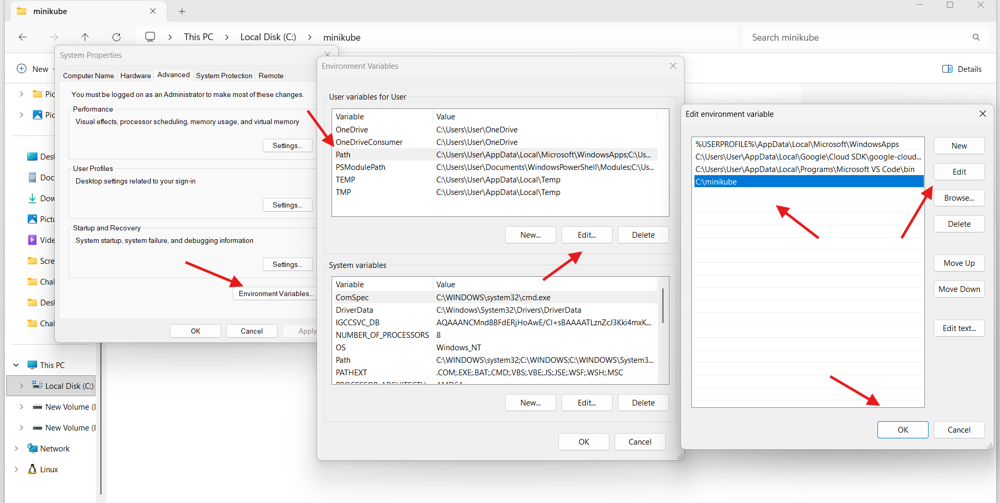 minikube
This PC
Local Disk (C:)
minikube
Search minikube
New
Details
Pic
Pic
Desk
Doc
Dow
Pictu
Vide
Scre
Chal
Desk
Chal
This PC
Local Disk (C:)
New Volume (
New Volume (
Network
Linux
System Properties
Computer Name
Hardware
Advanced
System Protection
Remote
You must be logged on as an Administrator to make most of these changes.
Performance
Visual effects, processor scheduling, memory usage, and virtual memory
Settings...
User Profiles
Desktop settings related to your sign-in
Settings...
Startup and Recovery
System startup, system failure, and debugging information
Settings...
Environment Variables...
OK
Cancel
Apply
Environment Variables
User variables for User
Variable Value
OneDrive C:\Users\User\OneDrive
OneDriveConsumer C:\Users\User\OneDrive
Path C:\Users\User\AppData\Local\Microsoft\WindowsApps;C:\Us...
PSModulePath C:\Users\User\Documents\WindowsPowerShell\Modules;C:\Us...
TEMP C:\Users\User\AppData\Local\Temp
TMP C:\Users\User\AppData\Local\Temp
New...
Edit...
Delete
System variables
Variable Value
ComSpec C:\WINDOWS\system32\cmd.exe
DriverData C:\Windows\System32\Drivers\DriverData
IGCCSVC_DB AQAAANCMnd8BFdERjHoAwE/Cl+sBAAAATLznZcJ3Kki4mxK...
NUMBER_OF_PROCESSORS 8
OS Windows_NT
Path C:\WINDOWS\system32;C:\WINDOWS;C:\WINDOWS\System3...
PATHEXT .COM;.EXE;.BAT;.CMD;.VBS;.VBE;.JS;.JSE;.WSF;.WSH;.MSC
New...
Edit...
Delete
OK
Cancel
Edit environment variable
%USERPROFILE%\AppData\Local\Microsoft\WindowsApps
C:\Users\User\AppData\Local\Google\Cloud SDK\google-cloud...
C:\Users\User\AppData\Local\Programs\Microsoft VS Code\bin
C:\minikube
New
Edit
Browse...
Delete
Move Up
Move Down
Edit text...
OK
Cancel